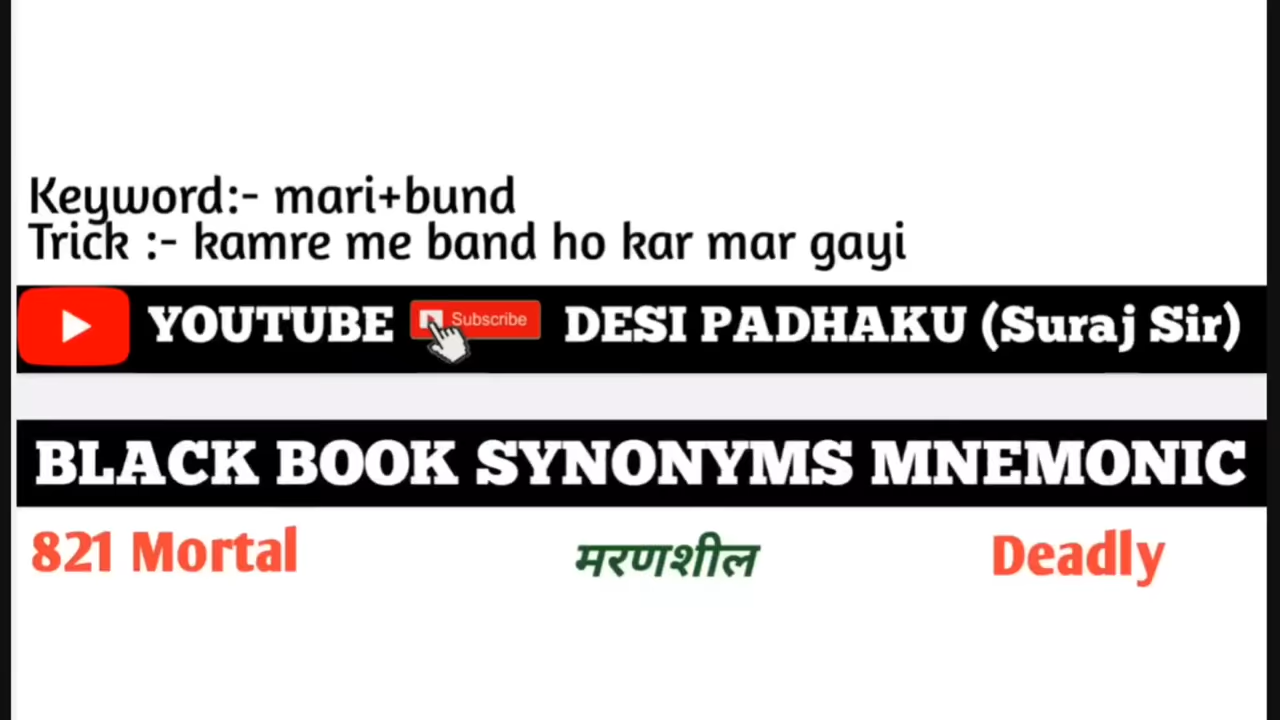 Keyword:- mari+bund
Trick :- kamre me band ho kar mar gayi
YOUTUBE Subscribe DESI PADHAKU (Suraj Sir)
BLACK BOOK SYNONYMS MNEMONIC
821 Mortal मरणशील Deadly